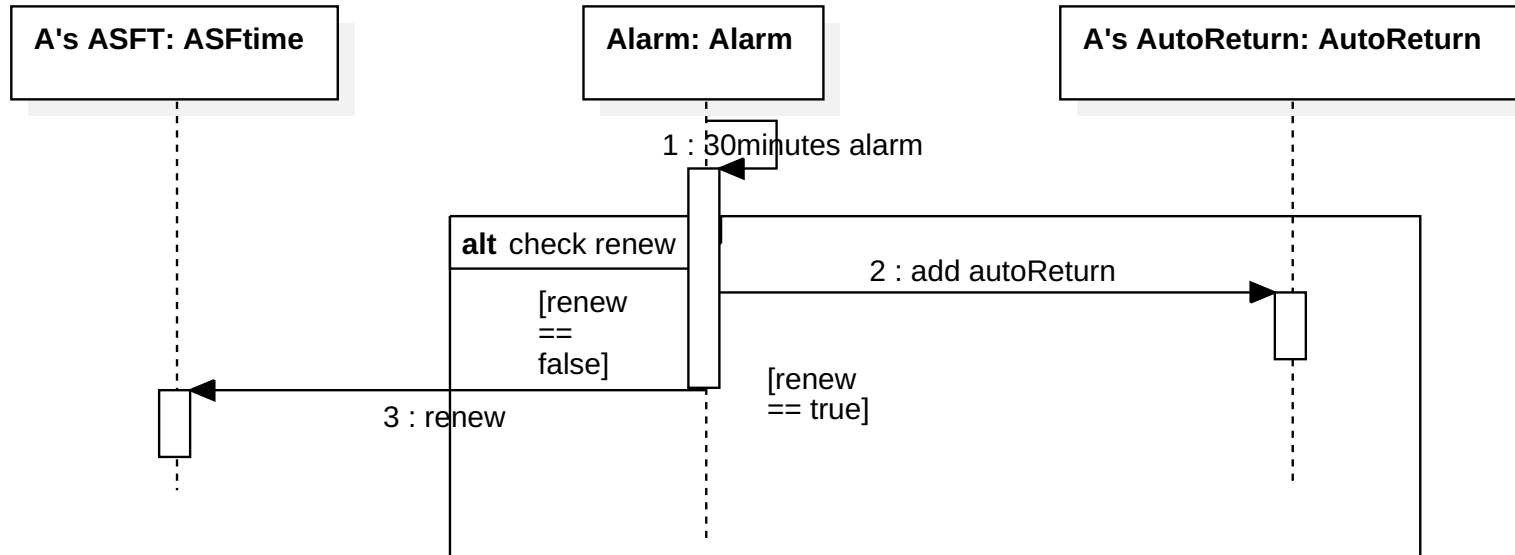 A's ASFT: ASFtime
Alarm: Alarm
A's AutoReturn: AutoReturn
1 : 30minutes alarm
alt check renew
2 : add autoReturn
[renew
==
false]
[renew
== true]
3 : renew